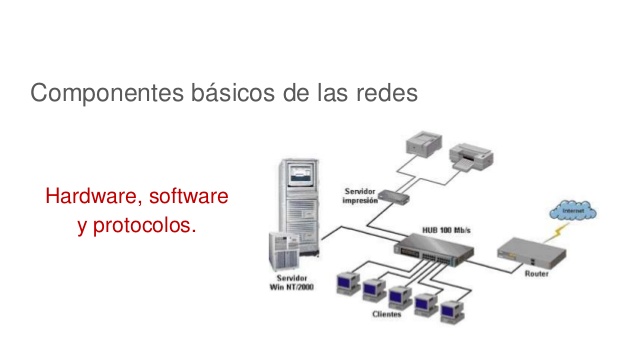 Componentes básicos de las redes
Hardware, software
y protocolos.
Servidor
impresión
HUB 100 Mb/s
Internet
Router
Servidor
Win NT/2000
Clientes